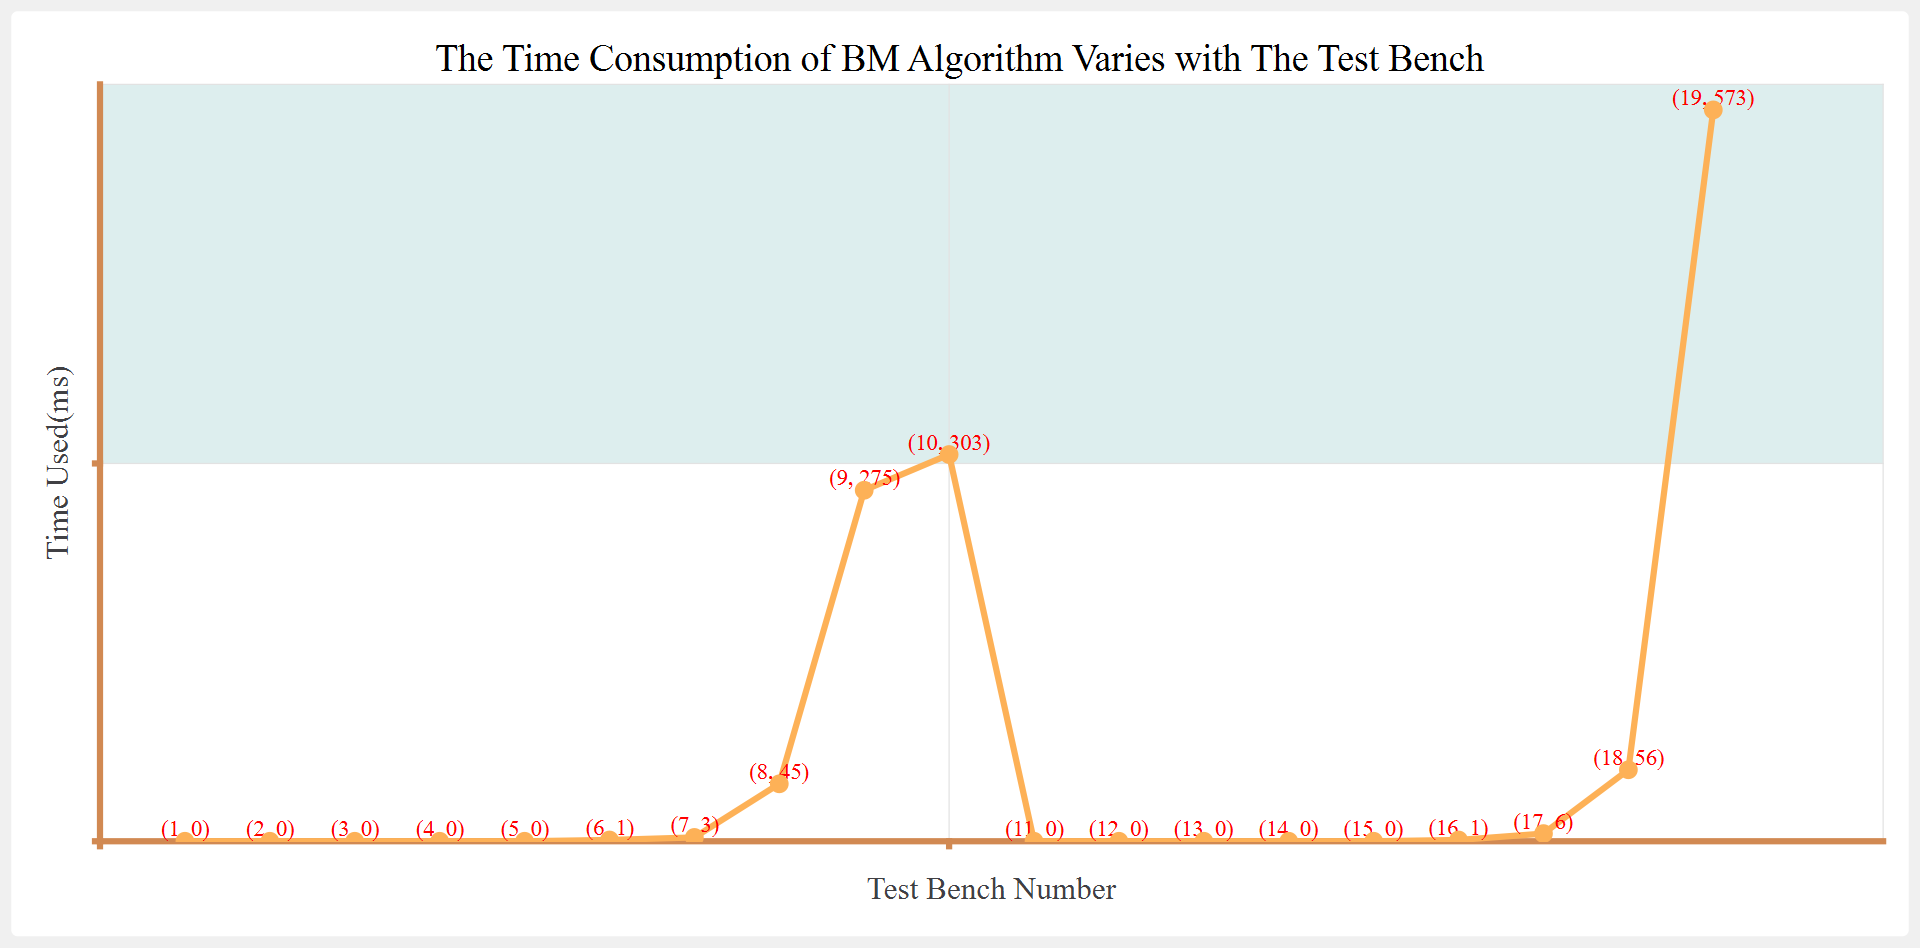 The Time Consumption of BM Algorithm Varies with The Test Bench
(19, 573)
(10, 303)
(9, 275)
(18, 56)
(8, 45)
(1, 0) (2, 0) (3, 0) (4, 0) (5, 0) (6, 1) (7, 3) (11, 0) (12, 0) (13, 0) (14, 0) (15, 0) (16, 1) (17, 6)
Time Used(ms)
Test Bench Number